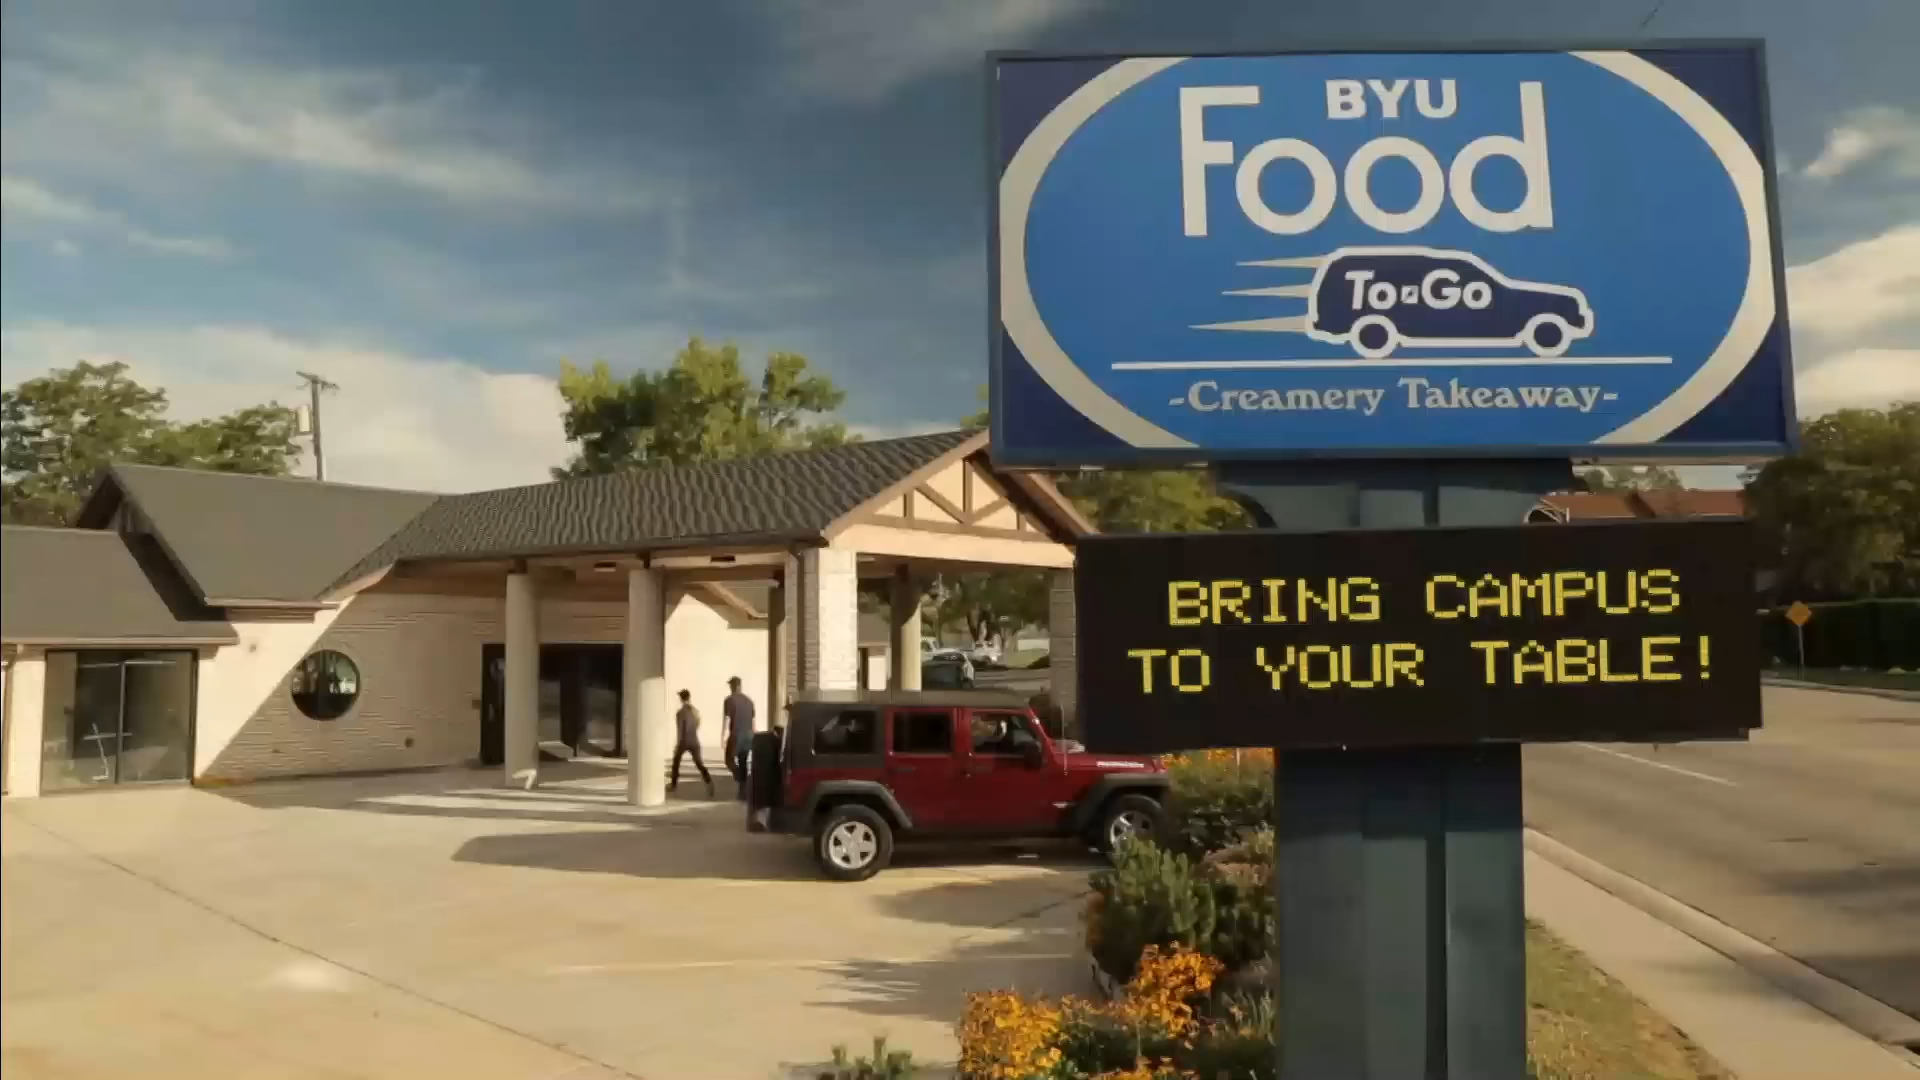 BYU
Food
To-Go
-Creamery Takeaway-
BRING CAMPUS
TO YOUR TABLE!